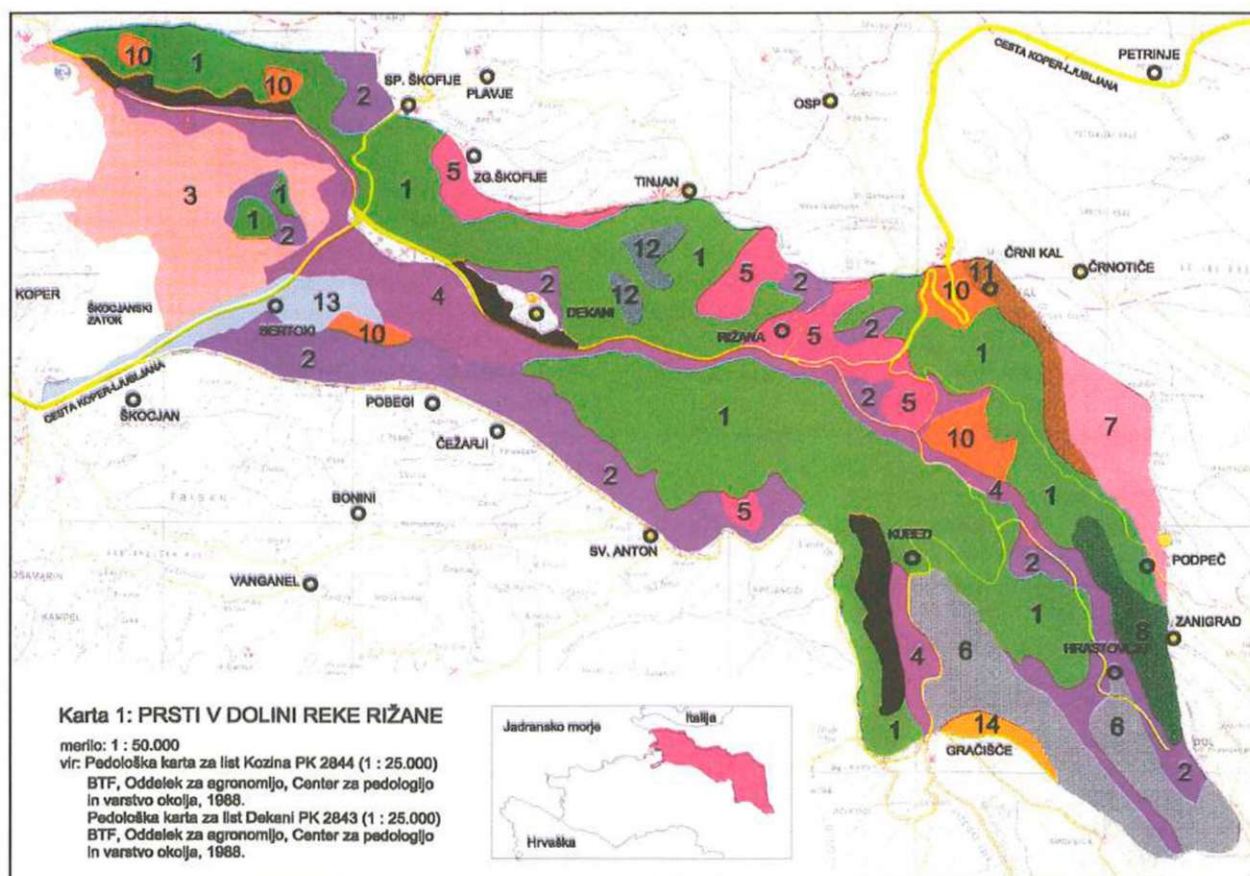 PETRINJE
CESTA KOPER-LJUBLJANA
SP. ŠKOFIJE
PLAVJE
OSP
10
1
10
2
5
ZG.ŠKOFIJE
TINJAN
3
1
1
2
1
12
1
5
2
ČRNI KAL
11
10
ČRNOTIČE
KOPER
ŠKOCJANSKI
ZATOK
13
BERTOKI
4
2
12
DEKANI
RIŽANA
5
2
1
10
2
CESTA KOPER-LJUBLJANA
ŠKOCJAN
POBEGI
ČEŽARJI
1
2
5
10
7
2
4
1
BONINI
5
SV. ANTON
KUBED
2
PODPEČ
VANGANEL
1
8
ZANIGRAD
4
6
HRASTOVLJE
6
1
14
GRAČIŠČE
2
Karta 1: PRSTI V DOLINI REKE RIŽANE
merilo: 1 : 50.000
vir: Pedološka karta za list Kozina PK 2844 (1 : 25.000)
BTF, Oddelek za agronomijo, Center za pedologijo
in varstvo okolja, 1988.
Pedološka karta za list Dekani PK 2843 (1 : 25.000)
BTF, Oddelek za agronomijo, Center za pedologijo
in varstvo okolja, 1988.
Jadransko morje
Italija
Hrvaška